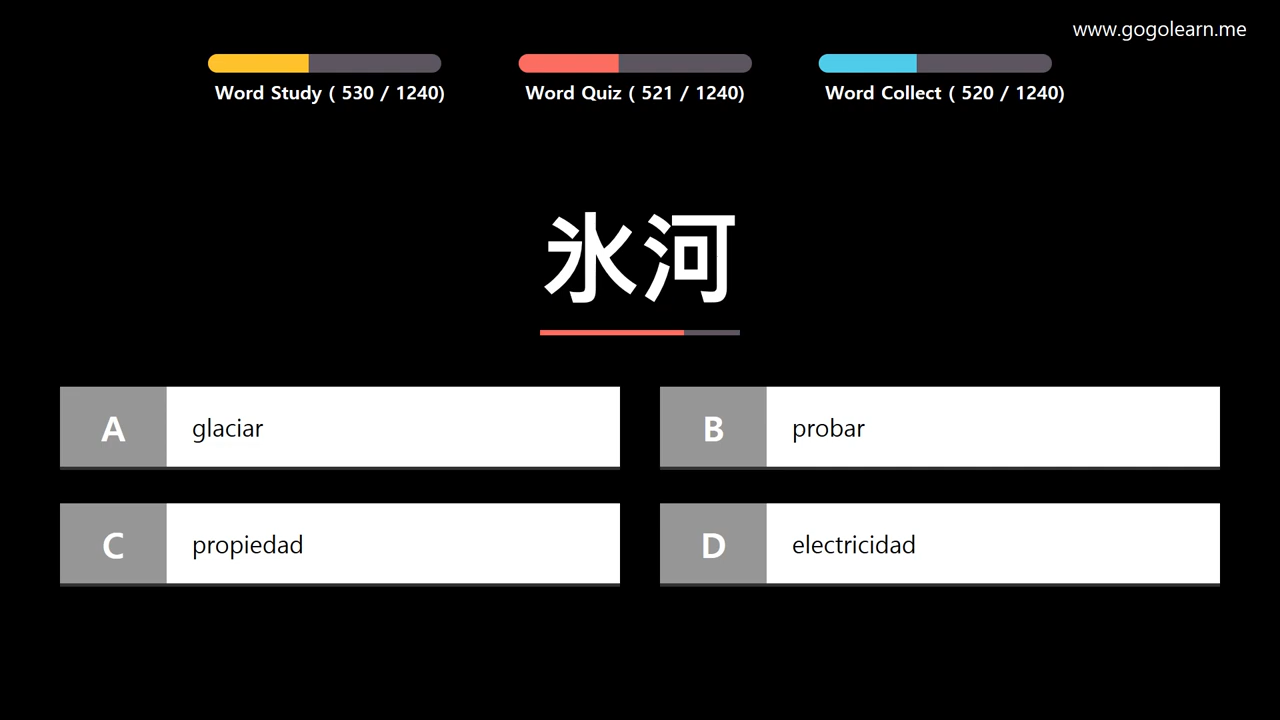 www.gogolearn.me
Word Study ( 530 / 1240)
Word Quiz ( 521 / 1240)
Word Collect ( 520 / 1240)
氷河
A glaciar
B probar
C propiedad
D electricidad